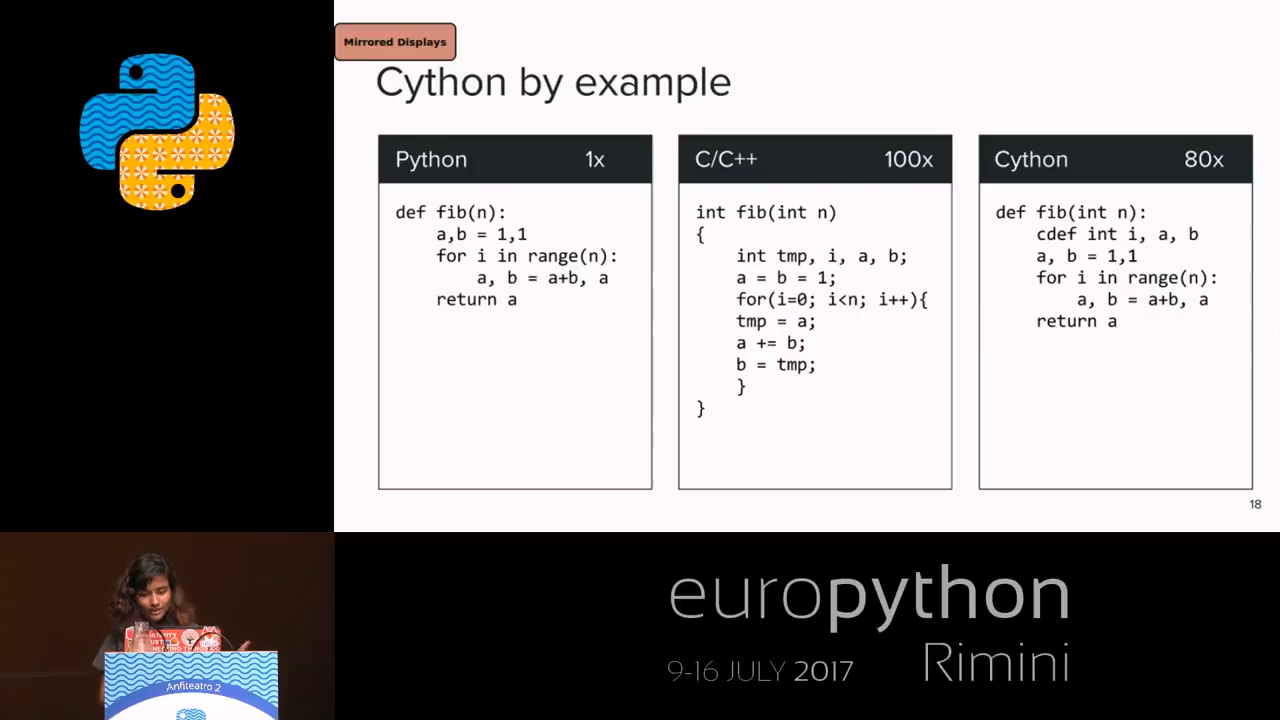 Mirrored Displays
Cython by example
Python 1x
def fib(n):
    a,b = 1,1
    for i in range(n):
        a, b = a+b, a
    return a
C/C++ 100x
int fib(int n)
{
    int tmp, i, a, b;
    a = b = 1;
    for(i=0; i<n; i++){
    tmp = a;
    a += b;
    b = tmp;
    }
}
Cython 80x
def fib(int n):
    cdef int i, a, b
    a, b = 1,1
    for i in range(n):
        a, b = a+b, a
    return a
18
Anfiteatro 2
europython
9-16 JULY 2017 Rimini